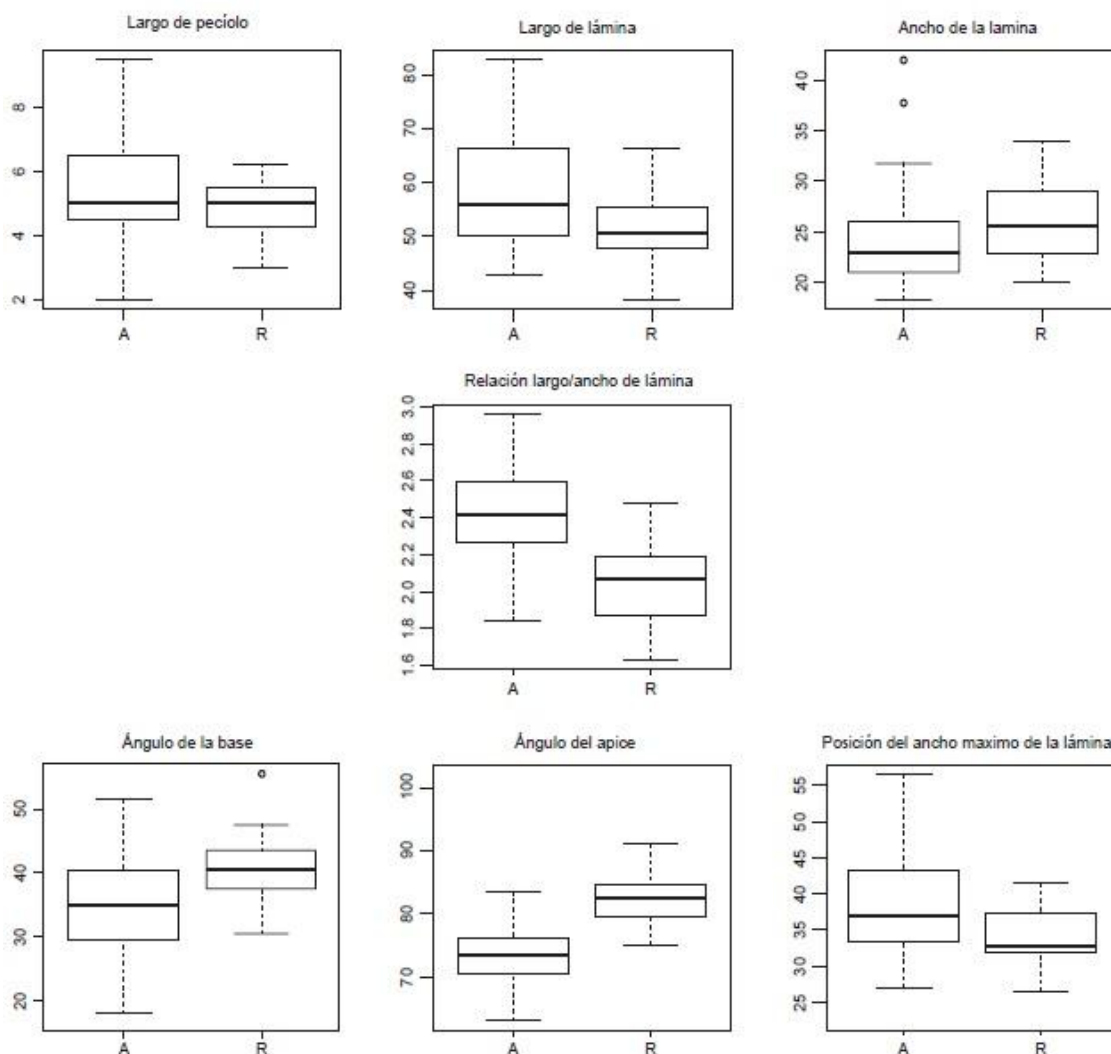 Largo de pecíolo
Largo de lámina
Ancho de la lamina
8
6
4
2
A R
80
70
60
50
40
A R
40
35
30
25
20
A R
Relación largo/ancho de lámina
3.0
2.8
2.6
2.4
2.2
2.0
1.8
1.6
A R
Ángulo de la base
Ángulo del apice
Posición del ancho maximo de la lámina
50
40
30
20
A R
100
90
80
70
A R
55
50
45
40
35
30
25
A R